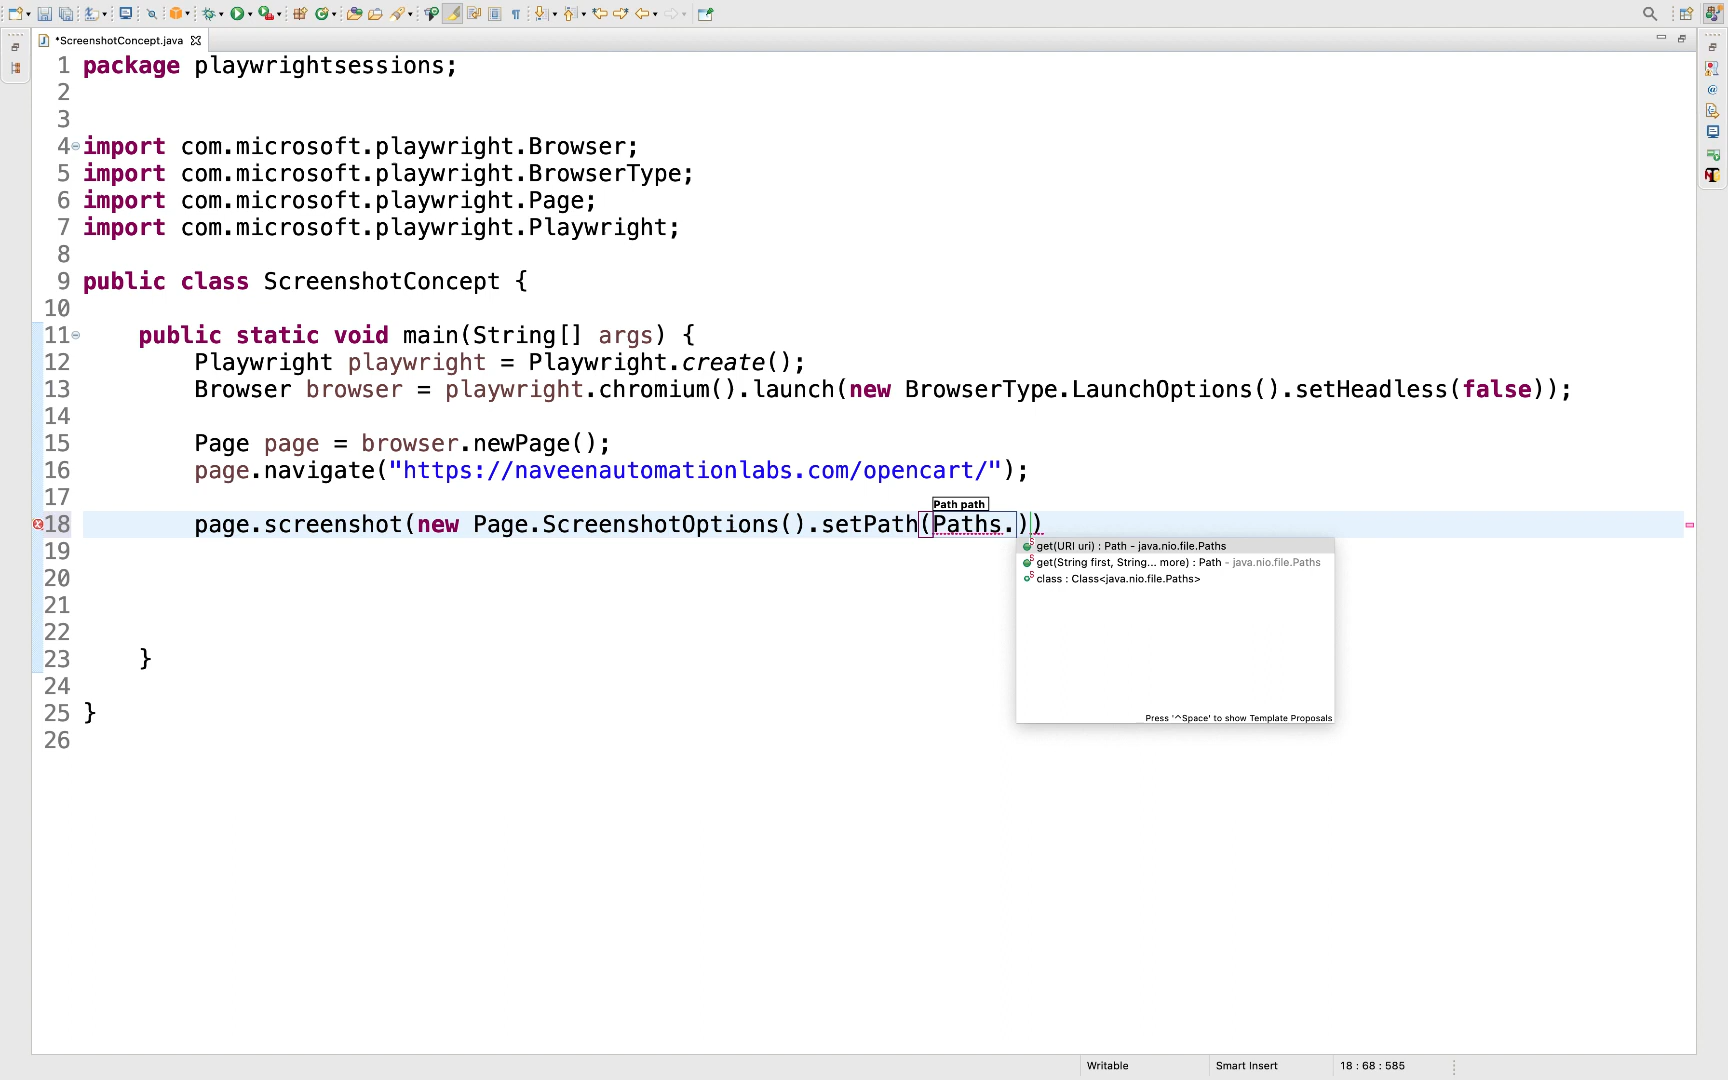 *ScreenshotConcept.java
1 package playwrightsessions;
2
3
4 import com.microsoft.playwright.Browser;
5 import com.microsoft.playwright.BrowserType;
6 import com.microsoft.playwright.Page;
7 import com.microsoft.playwright.Playwright;
8
9 public class ScreenshotConcept {
10
11 public static void main(String[] args) {
12 Playwright playwright = Playwright.create();
13 Browser browser = playwright.chromium().launch(new BrowserType.LaunchOptions().setHeadless(false));
14
15 Page page = browser.newPage();
16 page.navigate("https://naveenautomationlabs.com/opencart/");
17
Path path
18 page.screenshot(new Page.ScreenshotOptions().setPath(Paths.))
get(URI uri) : Path - java.nio.file.Paths
get(String first, String... more) : Path - java.nio.file.Paths
class : Class<java.nio.file.Paths>
19
20
21
22
23 }
24
Press '^Space' to show Template Proposals
25 }
26
Writable
Smart Insert
18 : 68 : 585